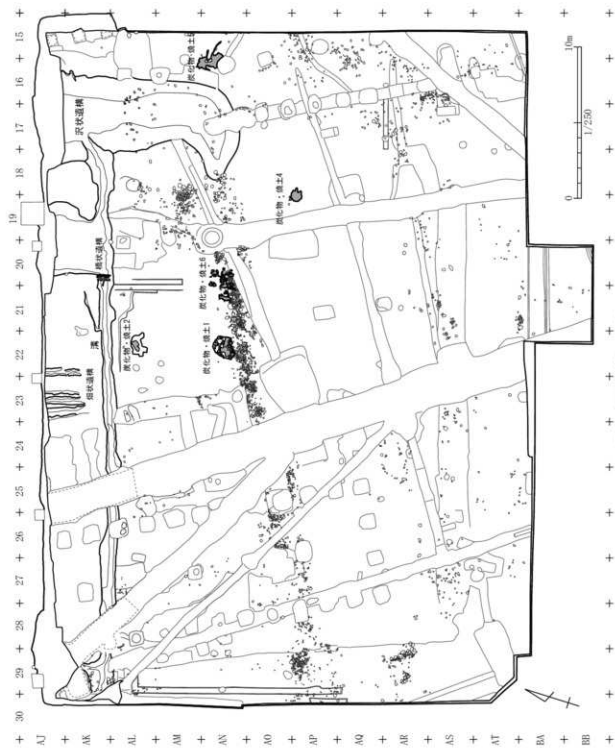 30 29 28 27 26 25 24 23 22 21 20 19 18 17 16 15
AJ
AK
AL
AM
AN
AO
AP
AQ
AR
AS
AT
BA
BB
沢状遺構
橋状遺構
溝
畑状遺構
炭化物・焼土2
炭化物・焼土5
炭化物・焼土6
炭化物・焼土1
炭化物・焼土4
0 10m
1/250